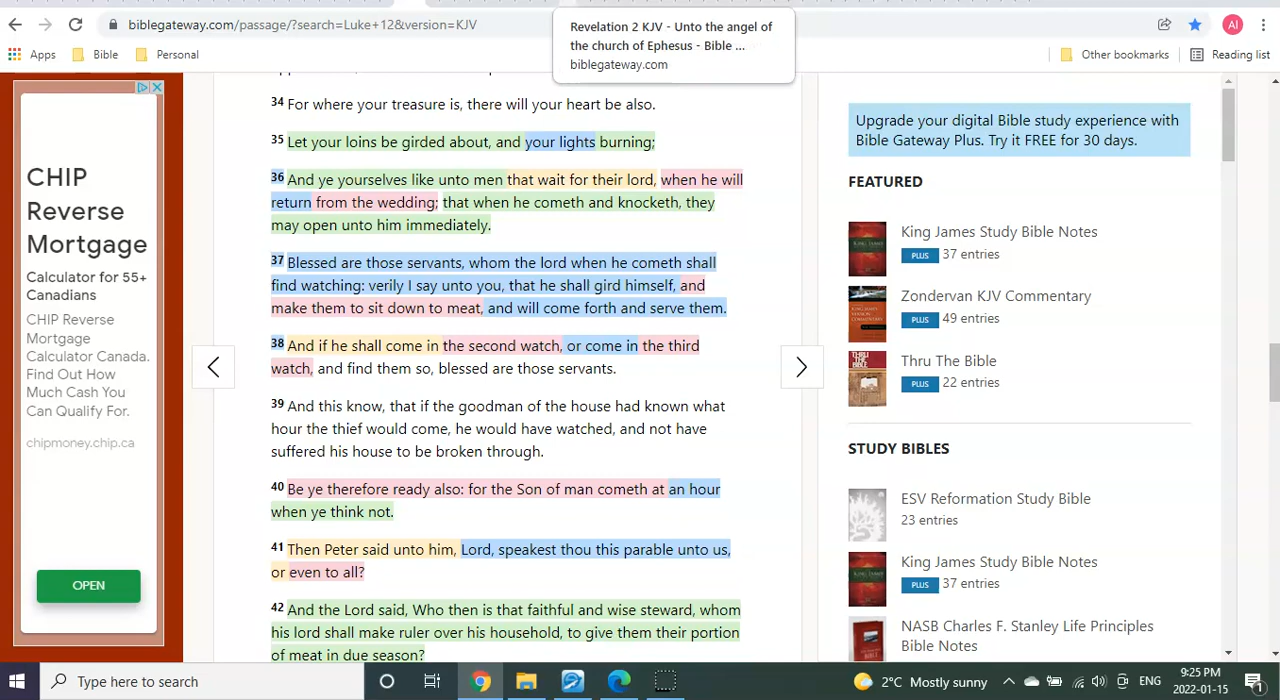 biblegateway.com/passage/?search=Luke+12&version=KJV
Revelation 2 KJV - Unto the angel of
the church of Ephesus - Bible ...
biblegateway.com
AI
Apps
Bible
Personal
Other bookmarks
Reading list
CHIP
Reverse
Mortgage
Calculator for 55+
Canadians
CHIP Reverse
Mortgage
Calculator Canada.
Find Out How
Much Cash You
Can Qualify For.
chipmoney.chip.ca
OPEN
34 For where your treasure is, there will your heart be also.
35 Let your loins be girded about, and your lights burning;
36 And ye yourselves like unto men that wait for their lord, when he will
return from the wedding; that when he cometh and knocketh, they
may open unto him immediately.
37 Blessed are those servants, whom the lord when he cometh shall
find watching: verily I say unto you, that he shall gird himself, and
make them to sit down to meat, and will come forth and serve them.
38 And if he shall come in the second watch, or come in the third
watch, and find them so, blessed are those servants.
39 And this know, that if the goodman of the house had known what
hour the thief would come, he would have watched, and not have
suffered his house to be broken through.
40 Be ye therefore ready also: for the Son of man cometh at an hour
when ye think not.
41 Then Peter said unto him, Lord, speakest thou this parable unto us,
or even to all?
42 And the Lord said, Who then is that faithful and wise steward, whom
his lord shall make ruler over his household, to give them their portion
of meat in due season?
Upgrade your digital Bible study experience with
Bible Gateway Plus. Try it FREE for 30 days.
FEATURED
King James Study Bible Notes
PLUS 37 entries
Zondervan KJV Commentary
PLUS 49 entries
Thru The Bible
PLUS 22 entries
STUDY BIBLES
ESV Reformation Study Bible
23 entries
King James Study Bible Notes
PLUS 37 entries
NASB Charles F. Stanley Life Principles
Bible Notes
Type here to search
2°C Mostly sunny
ENG
9:25 PM
2022-01-15
1